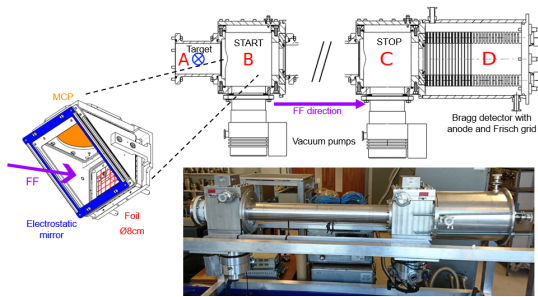 A
Target
START
B
STOP
C
D
MCP
FF direction
Bragg detector with
anode and Frisch grid
Vacuum pumps
FF
Foil
Electrostatic
mirror
Ø8cm